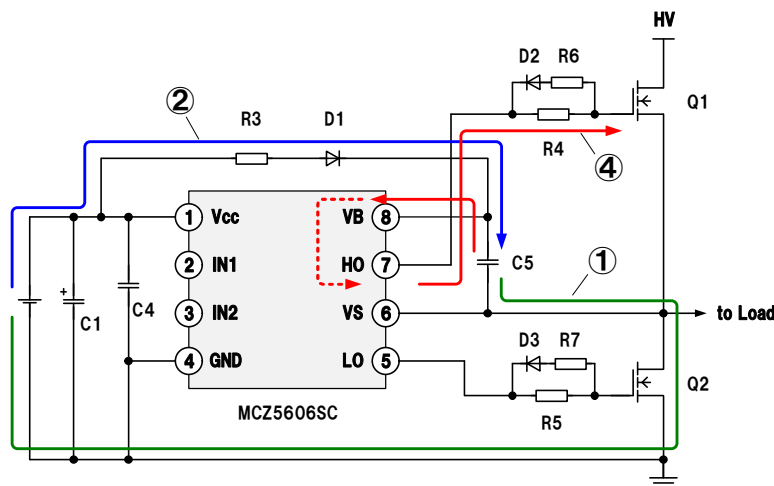 HV
D2 R6
② R3 D1 Q1
R4
④
1 Vcc VB 8
2 IN1 HO 7 C5 ①
+ C1 C4 3 IN2 VS 6 to Load
4 GND LO 5 D3 R7
Q2
MCZ5606SC R5